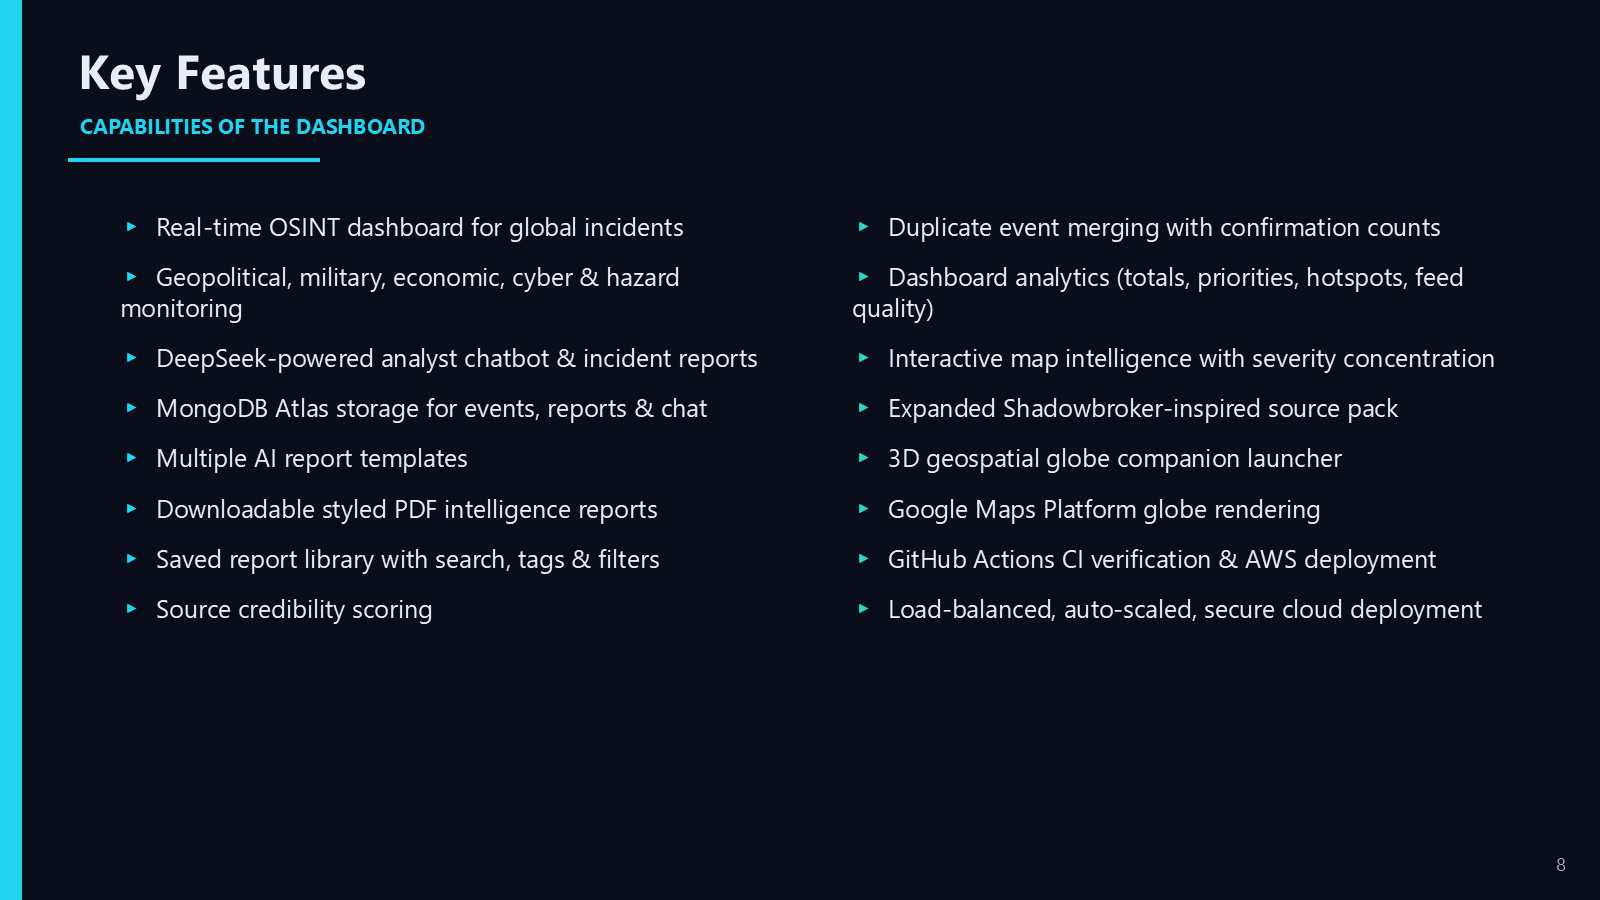 Key Features
CAPABILITIES OF THE DASHBOARD
▸ Real-time OSINT dashboard for global incidents
▸ Geopolitical, military, economic, cyber & hazard
monitoring
▸ DeepSeek-powered analyst chatbot & incident reports
▸ MongoDB Atlas storage for events, reports & chat
▸ Multiple AI report templates
▸ Downloadable styled PDF intelligence reports
▸ Saved report library with search, tags & filters
▸ Source credibility scoring
▸ Duplicate event merging with confirmation counts
▸ Dashboard analytics (totals, priorities, hotspots, feed
quality)
▸ Interactive map intelligence with severity concentration
▸ Expanded Shadowbroker-inspired source pack
▸ 3D geospatial globe companion launcher
▸ Google Maps Platform globe rendering
▸ GitHub Actions CI verification & AWS deployment
▸ Load-balanced, auto-scaled, secure cloud deployment
8